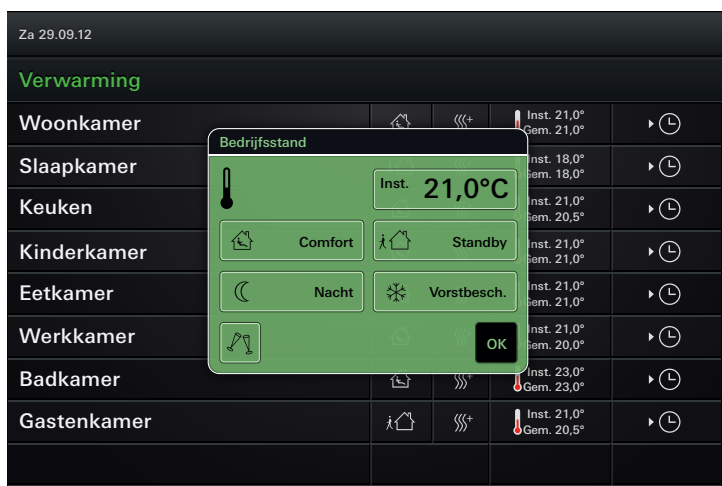 Za 29.09.12
Verwarming
Woonkamer
Inst. 21,0°
Gem. 21,0°
Bedrijfsstand
Slaapkamer
Inst. 18,0°
Gem. 18,0°
Inst. 21,0°C
Keuken
Inst. 21,0°
Gem. 20,5°
Comfort
Standby
Kinderkamer
Inst. 21,0°
Gem. 21,0°
Nacht
Vorstbesch.
Eetkamer
Inst. 21,0°
Gem. 21,0°
OK
Werkkamer
Inst. 21,0°
Gem. 20,0°
Badkamer
Inst. 23,0°
Gem. 23,0°
Gastenkamer
Inst. 21,0°
Gem. 20,5°